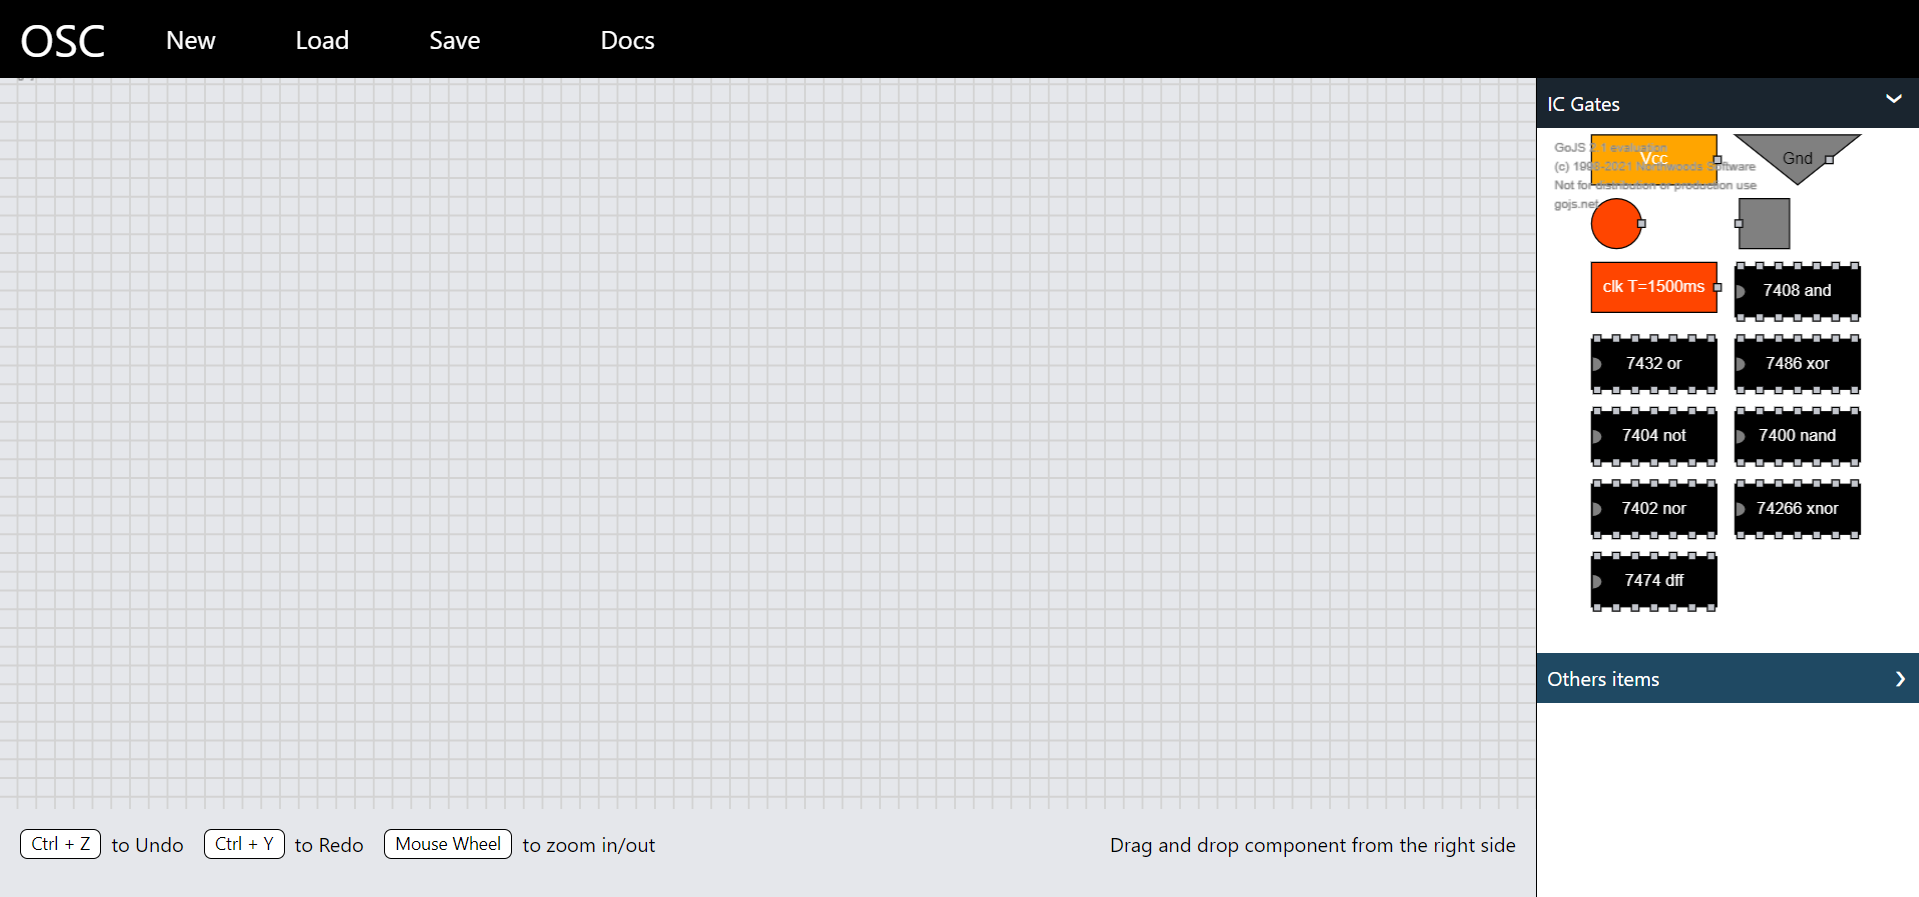 OSC New Load Save Docs
IC Gates
GoJS 2.1 evaluation
(c) 1998-2021 Northwoods Software
Not for distribution or production use
gojs.net
Vcc
Gnd
clk T=1500ms
7408 and
7432 or
7486 xor
7404 not
7400 nand
7402 nor
74266 xnor
7474 dff
Others items
Ctrl + Z to Undo Ctrl + Y to Redo Mouse Wheel to zoom in/out
Drag and drop component from the right side